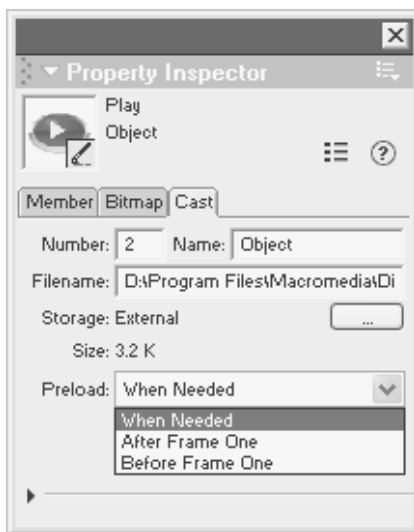 Property Inspector
Play
Object
Member Bitmap Cast
Number: 2 Name: Object
Filename: D:\Program Files\Macromedia\Di
Storage: External ...
Size: 3.2 K
Preload: When Needed
When Needed
After Frame One
Before Frame One